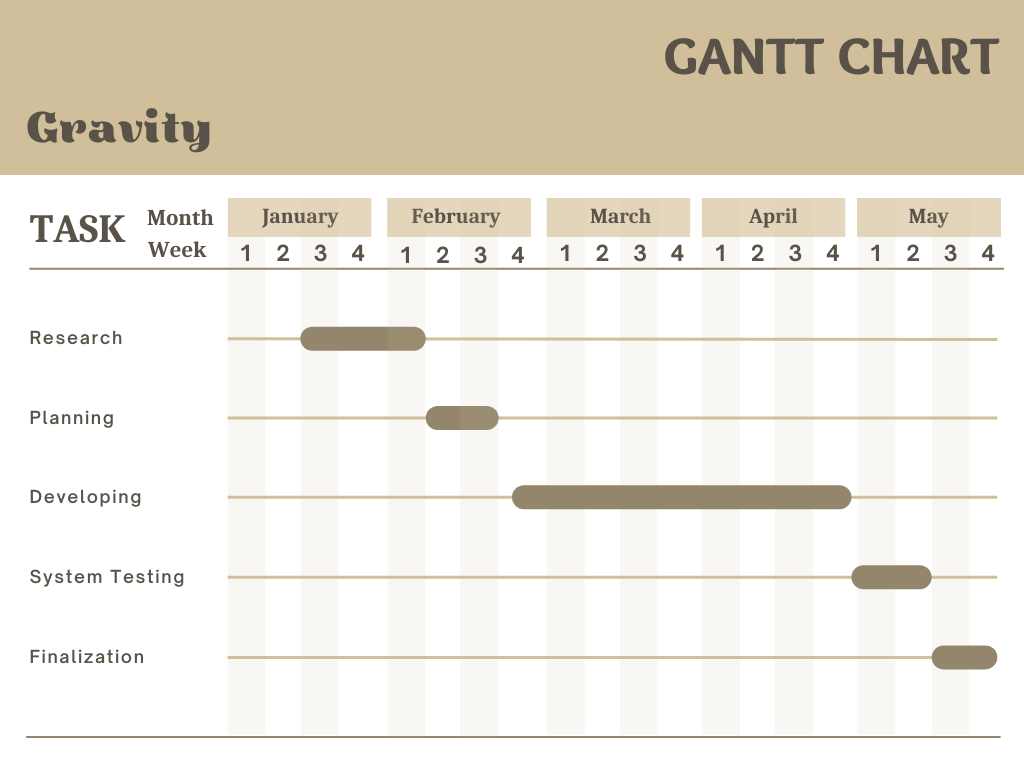 GANTT CHART
Gravity
TASK Month January February March April May
Week 1 2 3 4 1 2 3 4 1 2 3 4 1 2 3 4 1 2 3 4
Research
Planning
Developing
System Testing
Finalization